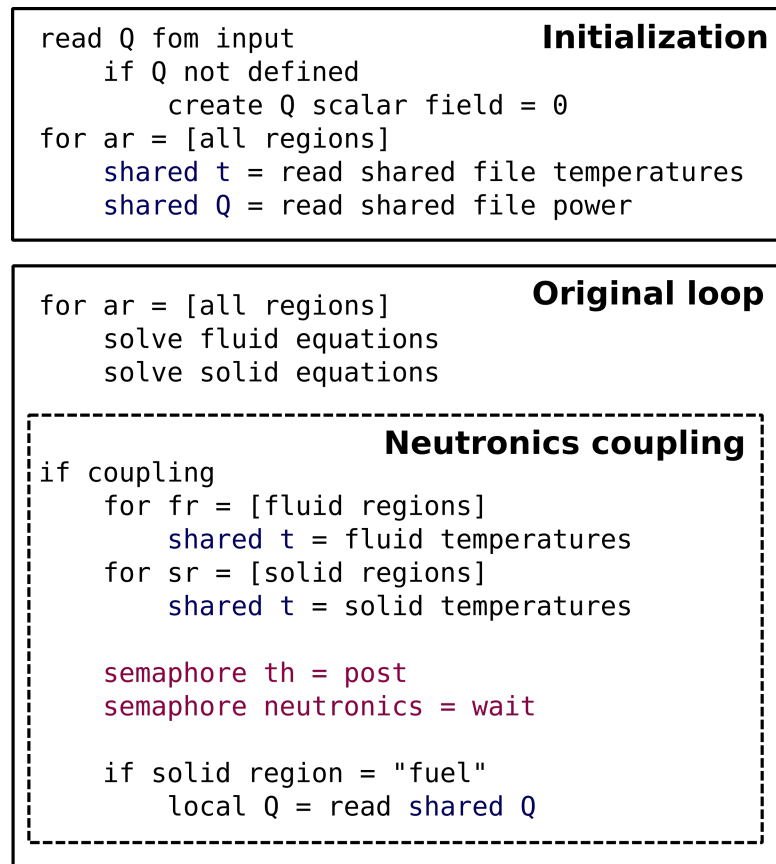 Initialization
read Q fom input
    if Q not defined
        create Q scalar field = 0
for ar = [all regions]
    shared t = read shared file temperatures
    shared Q = read shared file power
Original loop
for ar = [all regions]
    solve fluid equations
    solve solid equations
Neutronics coupling
if coupling
    for fr = [fluid regions]
        shared t = fluid temperatures
    for sr = [solid regions]
        shared t = solid temperatures
    semaphore th = post
    semaphore neutronics = wait
    if solid region = "fuel"
        local Q = read shared Q